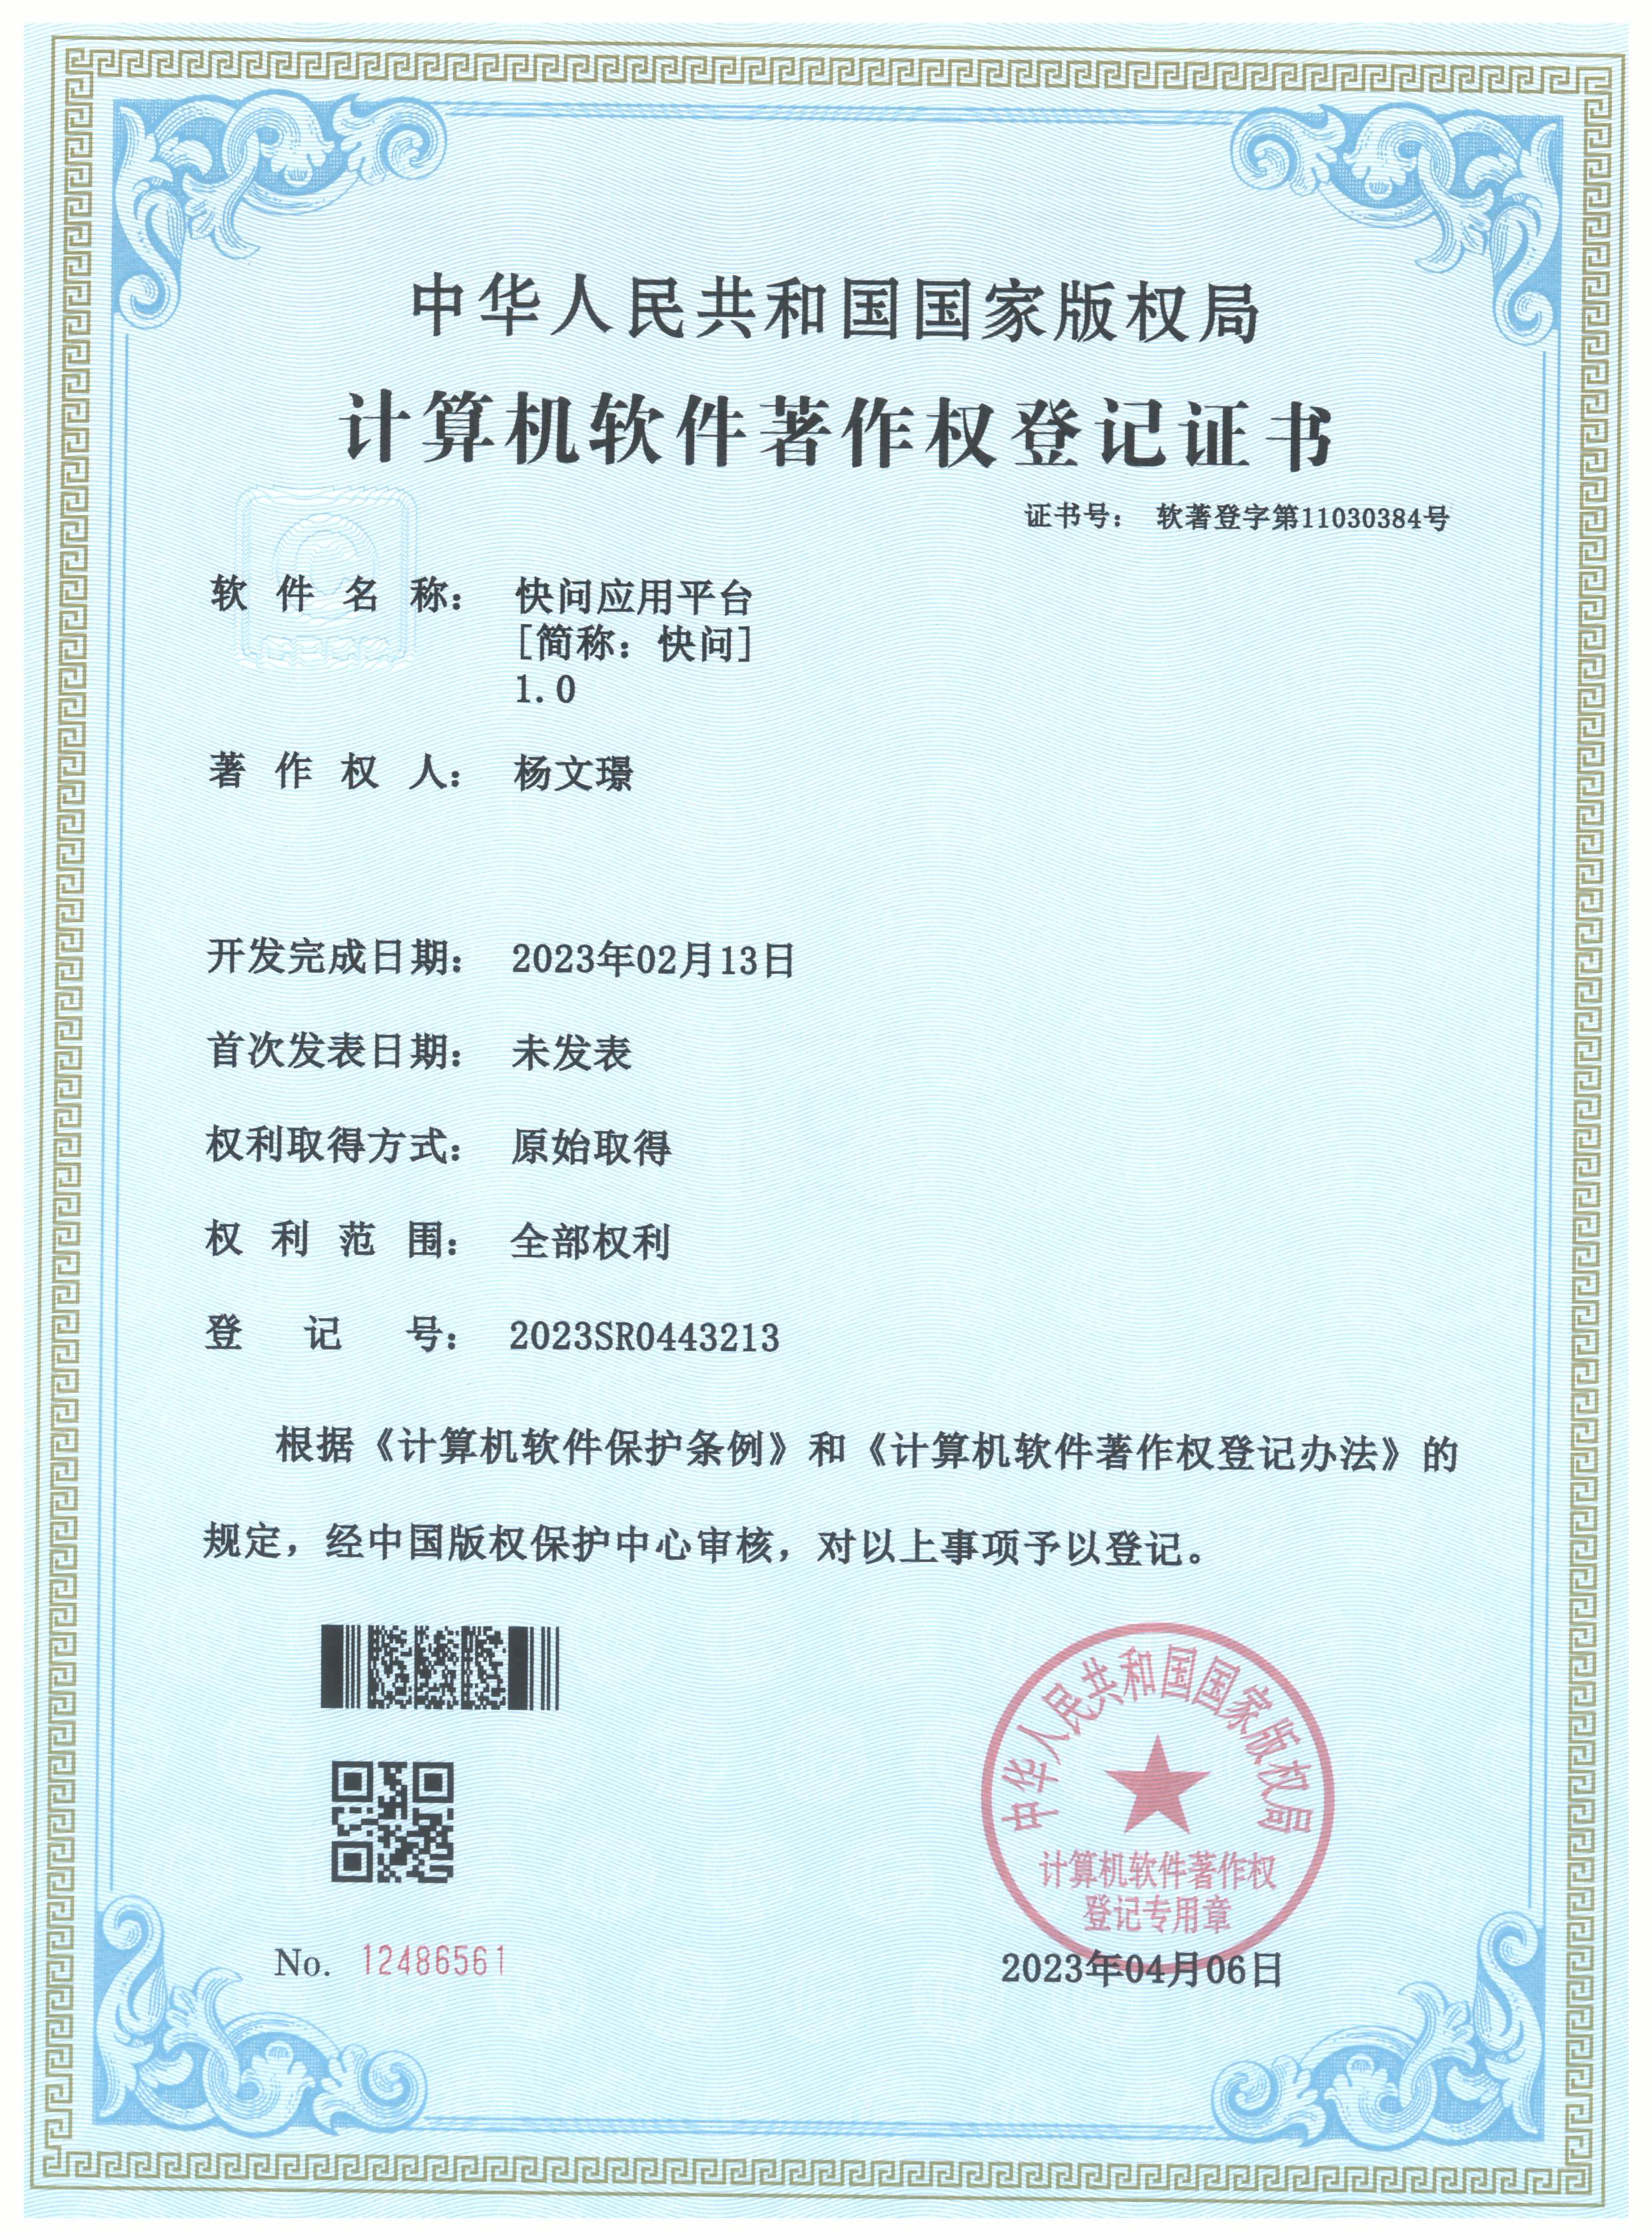 中华人民共和国国家版权局
计算机软件著作权登记证书
证书号： 软著登字第11030384号
软件名称： 快问应用平台
[简称：快问]
1.0
著作权人： 杨文璟
开发完成日期： 2023年02月13日
首次发表日期： 未发表
权利取得方式： 原始取得
权利范围： 全部权利
登记号： 2023SR0443213
根据《计算机软件保护条例》和《计算机软件著作权登记办法》的
规定，经中国版权保护中心审核，对以上事项予以登记。
中华人民共和国国家版权局
计算机软件著作权
登记专用章
No. 12486561
2023年04月06日